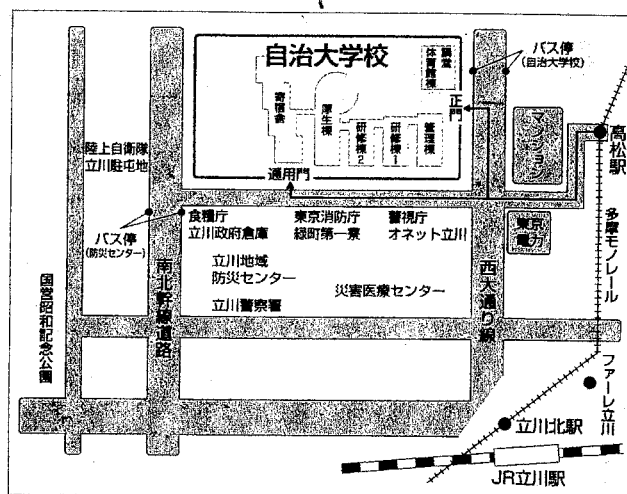 自治大学校
講堂
体育館棟
バス停
(自治大学校)
寄宿舎
厚生棟
研修棟2
研修棟1
管理棟
正門
マンション
高松駅
陸上自衛隊
立川駐屯地
通用門
バス停
(防災センター)
食糧庁
立川政府倉庫
東京消防庁
緑町第一寮
警視庁
オネット立川
東京
電力
多摩モノレール
立川地域
防災センター
災害医療センター
立川警察署
南北幹線道路
西大通り線
国営昭和記念公園
ファーレ立川
立川北駅
JR立川駅